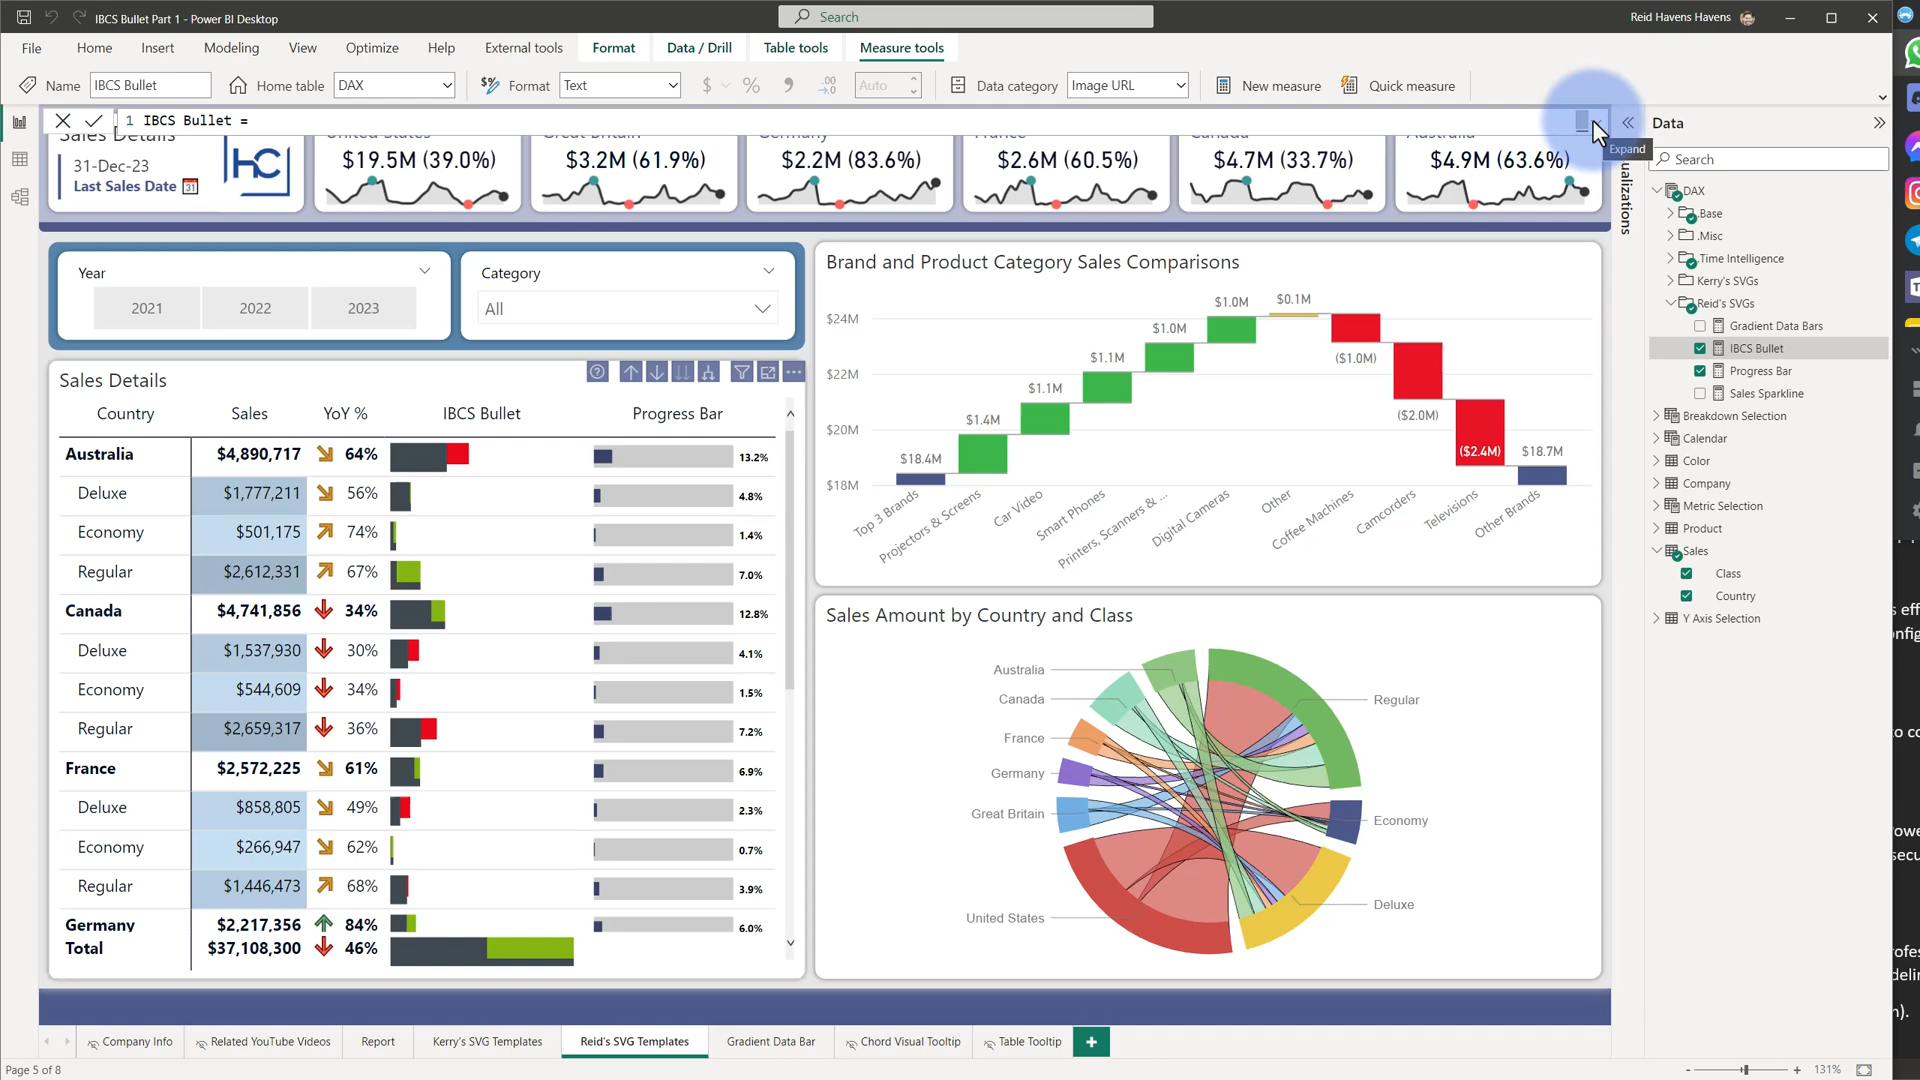 IBCS Bullet Part 1 - Power BI Desktop
Search
Reid Havens Havens
File Home Insert Modeling View Optimize Help External tools Format Data / Drill Table tools Measure tools
Name IBCS Bullet Home table DAX Format Text $ % Auto Data category Image URL New measure Quick measure
1 IBCS Bullet =
Expand
Sales Details
31-Dec-23
Last Sales Date
hc
United States
$19.5M (39.0%)
Great Britain
$3.2M (61.9%)
Germany
$2.2M (83.6%)
France
$2.6M (60.5%)
Canada
$4.7M (33.7%)
Australia
$4.9M (63.6%)
Year
2021 2022 2023
Category
All
Sales Details
Country Sales YoY % IBCS Bullet Progress Bar
Australia $4,890,717 64% 13.2%
Deluxe $1,777,211 56% 4.8%
Economy $501,175 74% 1.4%
Regular $2,612,331 67% 7.0%
Canada $4,741,856 34% 12.8%
Deluxe $1,537,930 30% 4.1%
Economy $544,609 34% 1.5%
Regular $2,659,317 36% 7.2%
France $2,572,225 61% 6.9%
Deluxe $858,805 49% 2.3%
Economy $266,947 62% 0.7%
Regular $1,446,473 68% 3.9%
Germany $2,217,356 84% 6.0%
Total $37,108,300 46%
Brand and Product Category Sales Comparisons
$24M
$22M
$20M
$18M
$18.4M
$1.4M
$1.1M
$1.1M
$1.0M
$1.0M
$0.1M
($1.0M)
($2.0M)
($2.4M)
$18.7M
Top 3 Brands
Projectors & Screens
Car Video
Smart Phones
Printers, Scanners & ...
Digital Cameras
Other
Coffee Machines
Camcorders
Televisions
Other Brands
Sales Amount by Country and Class
Australia
Canada
France
Germany
Great Britain
United States
Regular
Economy
Deluxe
Data
Search
DAX
.Base
.Misc
.Time Intelligence
Kerry's SVGs
Reid's SVGs
Gradient Data Bars
IBCS Bullet
Progress Bar
Sales Sparkline
Breakdown Selection
Calendar
Color
Company
Metric Selection
Product
Sales
Class
Country
Y Axis Selection
Company Info Related YouTube Videos Report Kerry's SVG Templates Reid's SVG Templates Gradient Data Bar Chord Visual Tooltip Table Tooltip +
Page 5 of 8
- + 131%